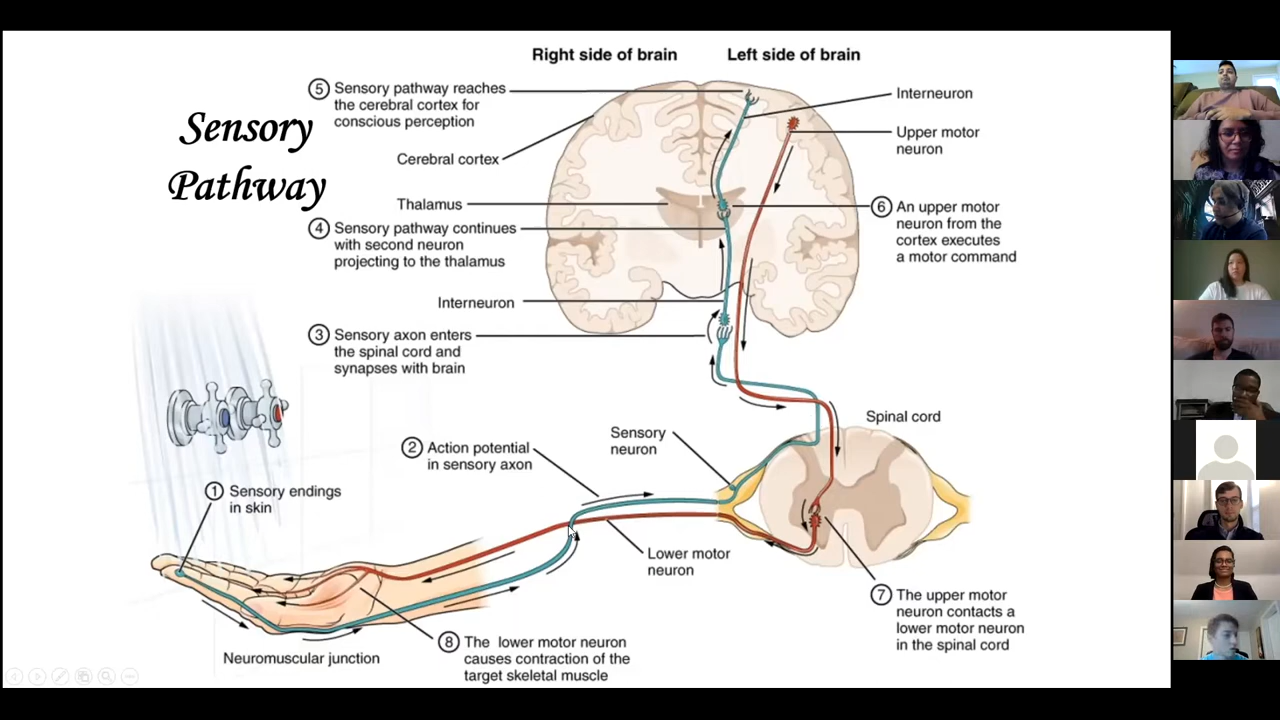 Right side of brain
Left side of brain
Sensory
Pathway
5 Sensory pathway reaches
the cerebral cortex for
conscious perception
Cerebral cortex
Thalamus
4 Sensory pathway continues
with second neuron
projecting to the thalamus
Interneuron
3 Sensory axon enters
the spinal cord and
synapses with brain
Interneuron
Upper motor
neuron
6 An upper motor
neuron from the
cortex executes
a motor command
Spinal cord
Sensory
neuron
2 Action potential
in sensory axon
1 Sensory endings
in skin
Lower motor
neuron
7 The upper motor
neuron contacts a
lower motor neuron
in the spinal cord
8 The lower motor neuron
causes contraction of the
target skeletal muscle
Neuromuscular junction